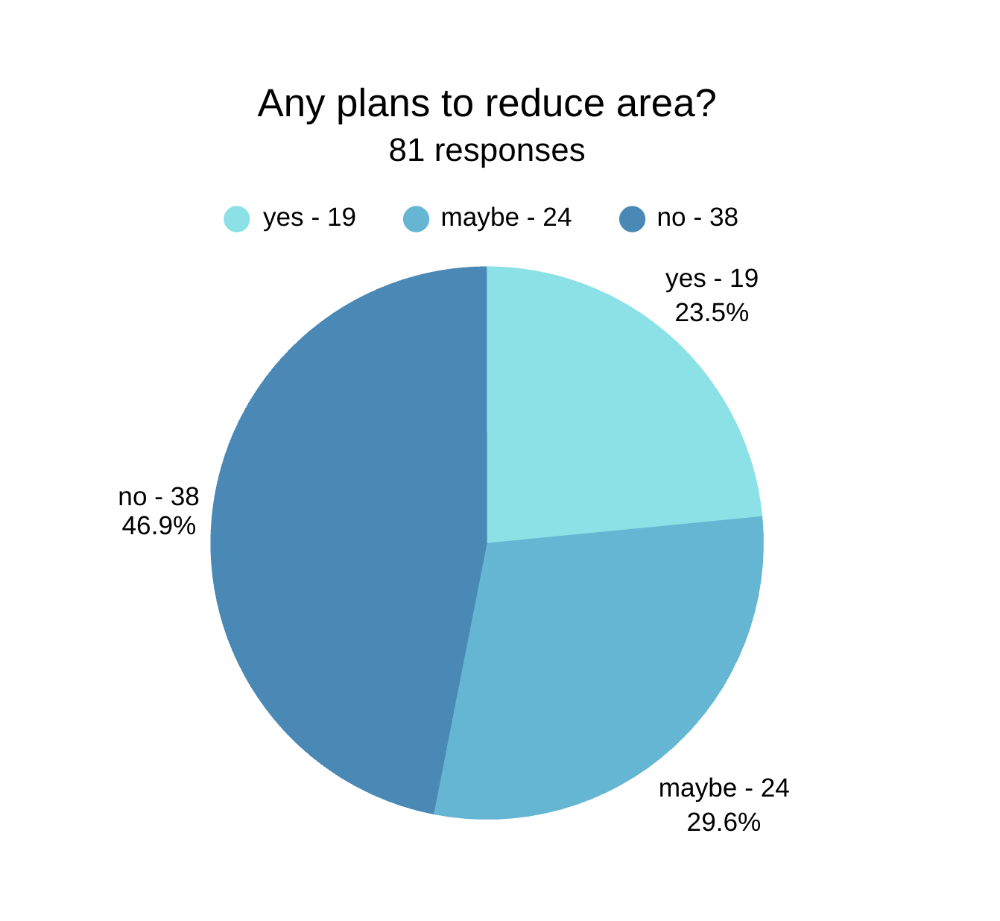 Any plans to reduce area?
81 responses
yes - 19 maybe - 24 no - 38
yes - 19
23.5%
no - 38
46.9%
maybe - 24
29.6%